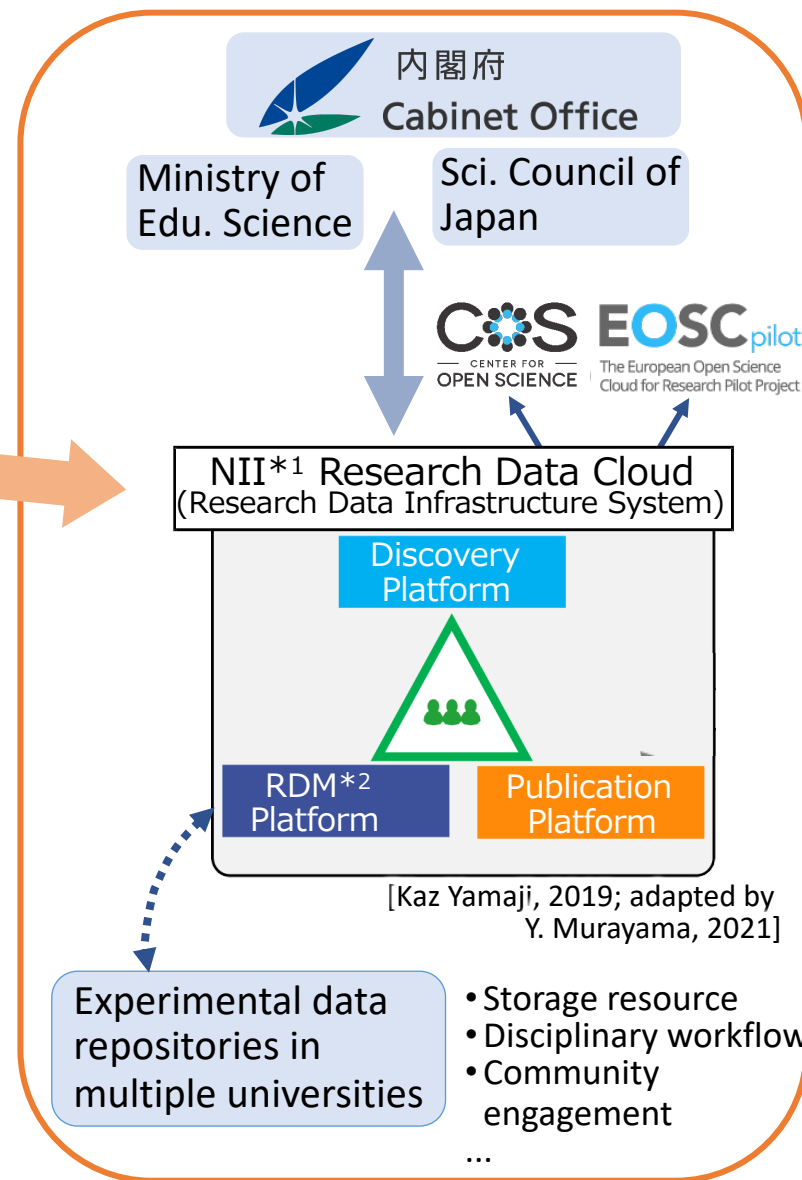 内閣府
Cabinet Office
Ministry of
Edu. Science
Sci. Council of
Japan
COS
CENTER FOR
OPEN SCIENCE
EOSCpilot
The European Open Science
Cloud for Research Pilot Project
NII*1 Research Data Cloud
(Research Data Infrastructure System)
Discovery
Platform
RDM*2
Platform
Publication
Platform
[Kaz Yamaji, 2019; adapted by
Y. Murayama, 2021]
Experimental data
repositories in
multiple universities
• Storage resource
• Disciplinary workflow
• Community
engagement
...